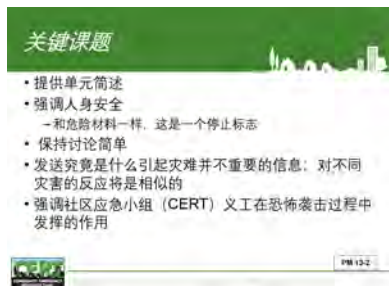 关键课题
• 提供单元简述
• 强调人身安全
–和危险材料一样，这是一个停止标志
• 保持讨论简单
• 发送究竟是什么引起灾难并不重要的信息；对不同
灾害的反应将是相似的
• 强调社区应急小组（CERT）义工在恐怖袭击过程中
发挥的作用
PM 13-2